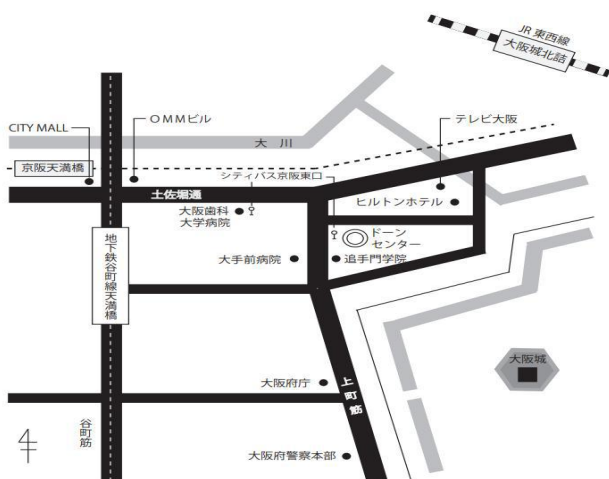 JR 東西線
大阪城北詰
CITY MALL
OMMビル
大川
テレビ大阪
京阪天満橋
シティバス京阪東口
土佐堀通
大阪歯科
大学病院
ヒルトンホテル
ドーン
センター
地下鉄谷町線天満橋
大手前病院
追手門学院
大阪城
大阪府庁
上町筋
谷町筋
大阪府警察本部